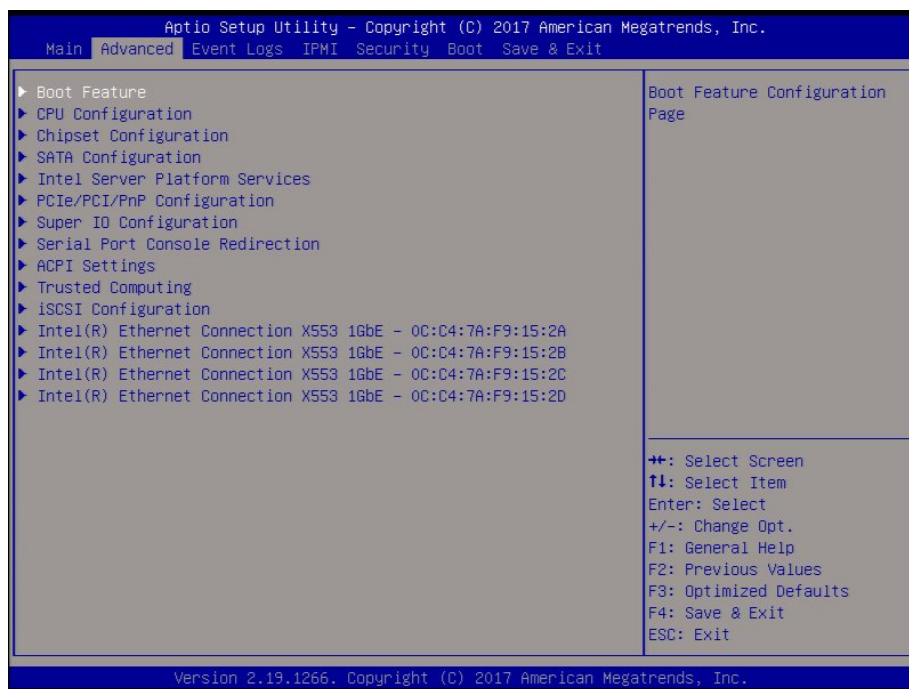 Aptio Setup Utility – Copyright (C) 2017 American Megatrends, Inc.
Main Advanced Event Logs IPMI Security Boot Save & Exit
▶ Boot Feature
▶ CPU Configuration
▶ Chipset Configuration
▶ SATA Configuration
▶ Intel Server Platform Services
▶ PCIe/PCI/PnP Configuration
▶ Super IO Configuration
▶ Serial Port Console Redirection
▶ ACPI Settings
▶ Trusted Computing
▶ iSCSI Configuration
▶ Intel(R) Ethernet Connection X553 1GbE – 0C:C4:7A:F9:15:2A
▶ Intel(R) Ethernet Connection X553 1GbE – 0C:C4:7A:F9:15:2B
▶ Intel(R) Ethernet Connection X553 1GbE – 0C:C4:7A:F9:15:2C
▶ Intel(R) Ethernet Connection X553 1GbE – 0C:C4:7A:F9:15:2D
Boot Feature Configuration
Page
→←: Select Screen
↑↓: Select Item
Enter: Select
+/-: Change Opt.
F1: General Help
F2: Previous Values
F3: Optimized Defaults
F4: Save & Exit
ESC: Exit
Version 2.19.1266. Copyright (C) 2017 American Megatrends, Inc.